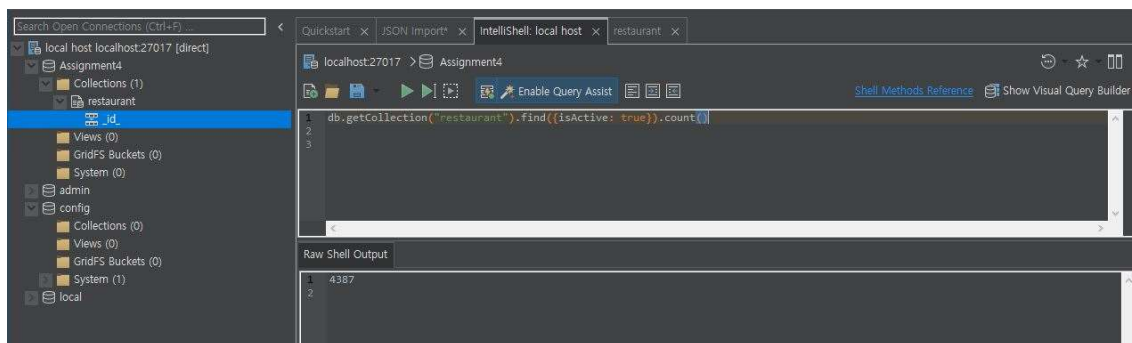 Search Open Connections (Ctrl+F) ...
local host localhost:27017 [direct]
Assignment4
Collections (1)
restaurant
_id_
Views (0)
GridFS Buckets (0)
System (0)
admin
config
Collections (0)
Views (0)
GridFS Buckets (0)
System (1)
local
Quickstart
JSON Import*
IntelliShell: local host
restaurant
localhost:27017 > Assignment4
Enable Query Assist
Shell Methods Reference
Show Visual Query Builder
1 db.getCollection("restaurant").find({isActive: true}).count()
2
3
Raw Shell Output
1 4387
2